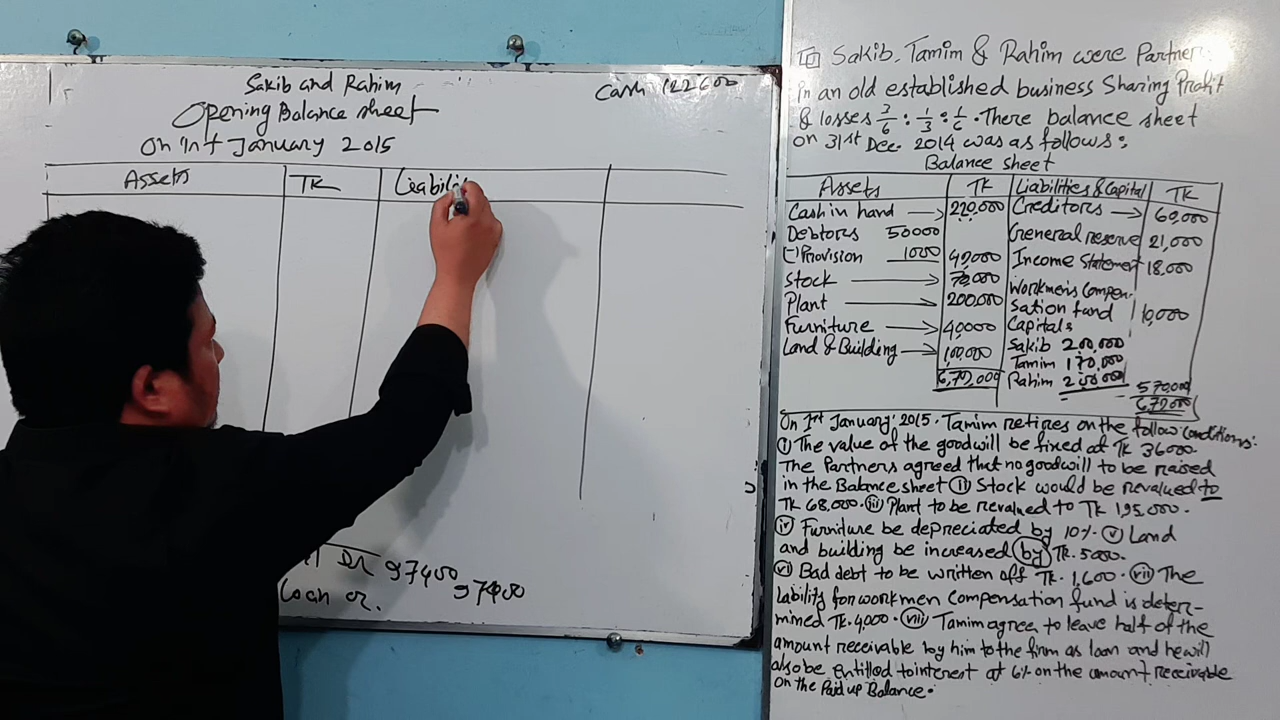 Sakib and Rahim
Opening Balance sheet
On 1st January 2015
Cash 122600
Assets TK Liabili
Dr 97400
Loan cr. 97400
Sakib, Tamim & Rahim were Partner
in an old established business Sharing Profit
& losses 3/6 : 1/3 : 1/6 . There balance sheet
on 31st Dec. 2014 was as follows:
Balance sheet
Assets TK Liabilities & Capital TK
Cash in hand 220,000 Creditors 60,000
Debtors 50000 General reserve 21,000
(-) Provision 1000 49000 Income Statement 18,000
Stock 70,000 Workmen's Compen-
Plant 200,000 sation fund 10,000
Furniture 40000 Capitals
Land & Building 100,000 Sakib 200,000
Tamim 170,000
Rahim 200,000 570,000
6,79,000 679,000
On 1st January, 2015. Tamim retires on the follow conditions:
(i) The value of the goodwill be fixed at TK 36000.
The Partners agreed that no goodwill to be raised
in the Balance sheet (ii) Stock would be revalued to
TK 68,000. (iii) Plant to be revalued to TK 195,000.
(iv) Furniture be depreciated by 10% (v) Land
and building be increased (by) TK. 5000.
(vi) Bad debt to be written off TK. 1,600. (vii) The
Lability for workmen Compensation fund is deter-
mined TK. 4000. (viii) Tamim agree to leave half of the
amount receivable by him to the firm as loan and he will
also be Entilled to interest at 6% on the amount receivable
on the Paid up Balance.